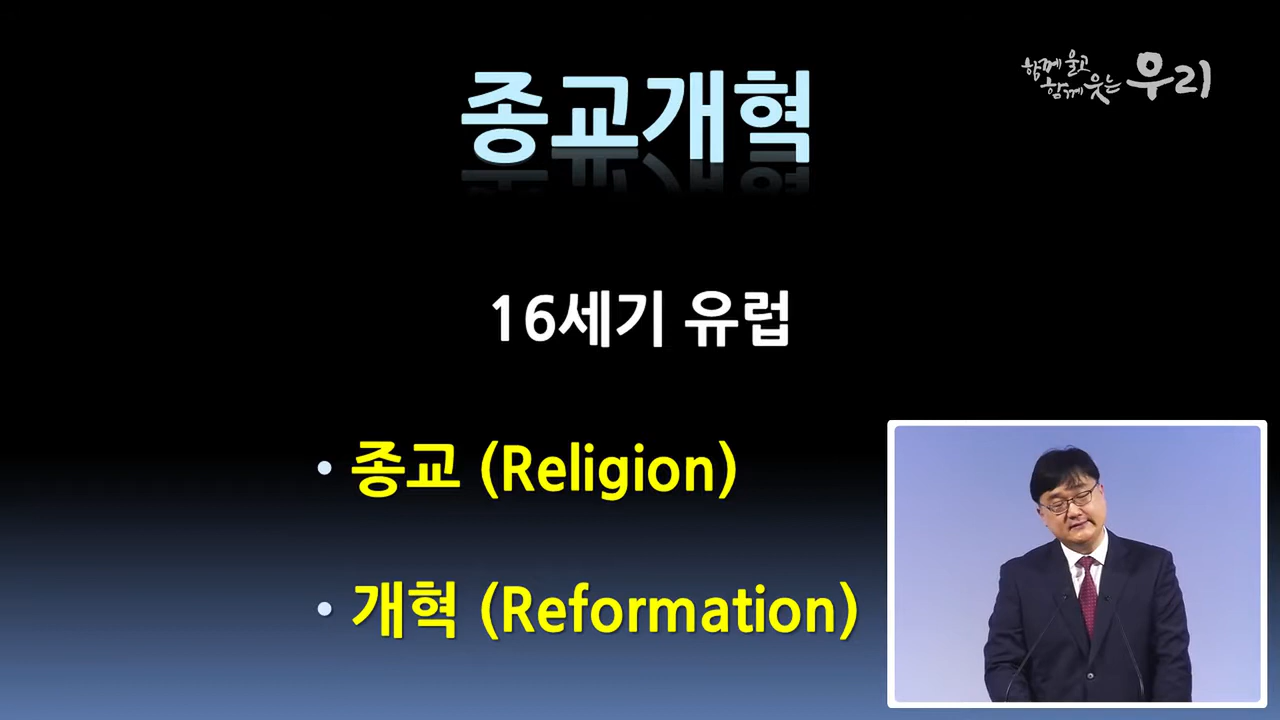 종교개혁
함께 울고
함께 웃는 우리
16세기 유럽
• 종교 (Religion)
• 개혁 (Reformation)